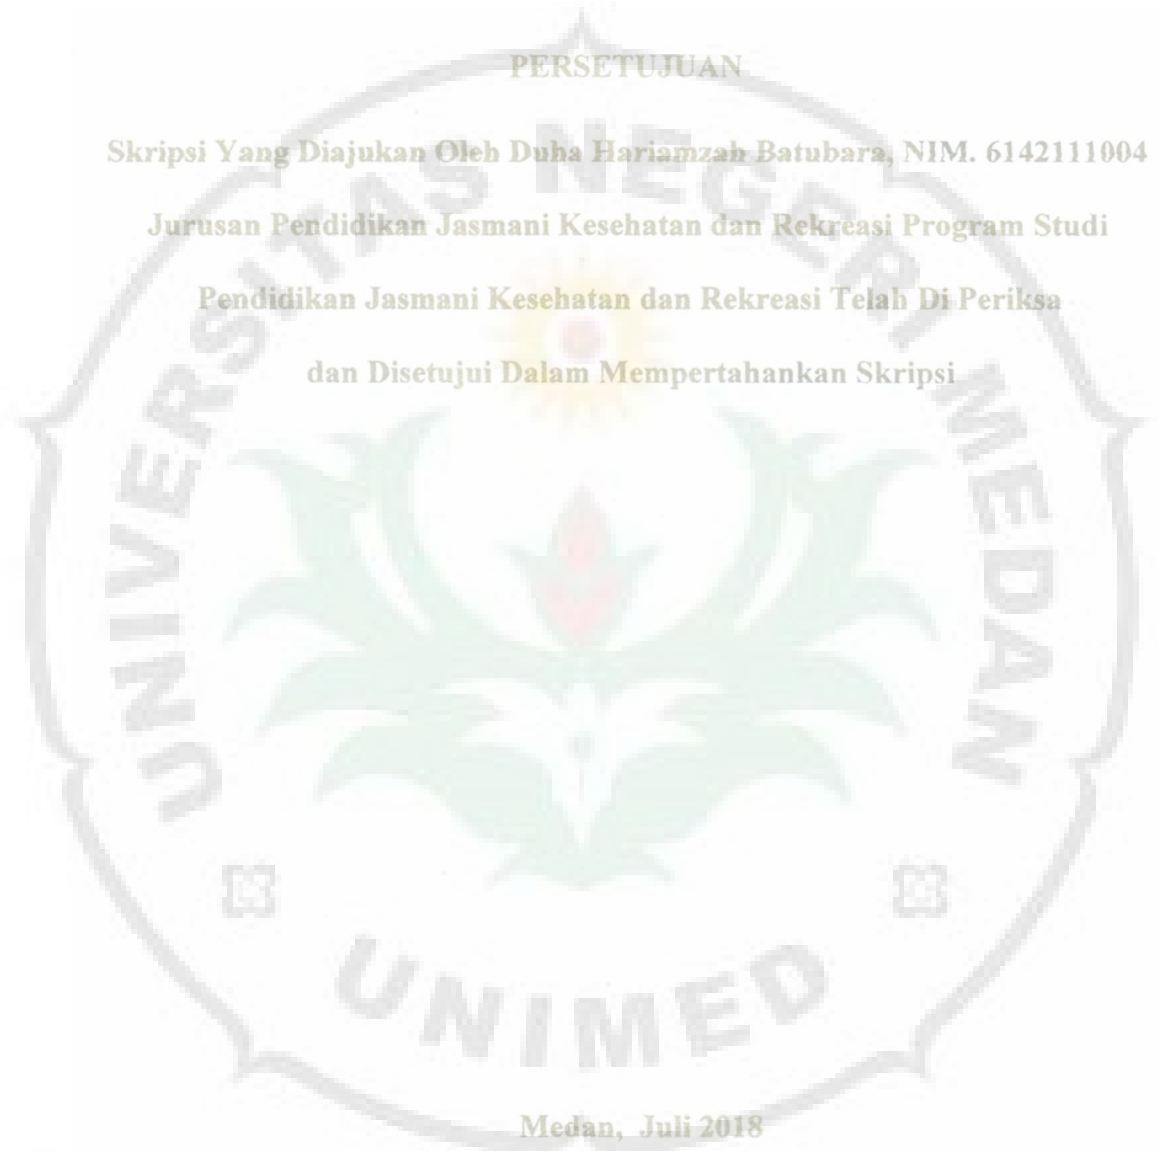 PERSETUJUAN
Skripsi Yang Diajukan Oleh Duha Hariamzah Batubara, NIM. 6142111004
Jurusan Pendidikan Jasmani Kesehatan dan Rekreasi Program Studi
Pendidikan Jasmani Kesehatan dan Rekreasi Telah Di Periksa
dan Disetujui Dalam Mempertahankan Skripsi
UNIVERSITAS NEGERI MEDAN
UNIMED
Medan, Juli 2018